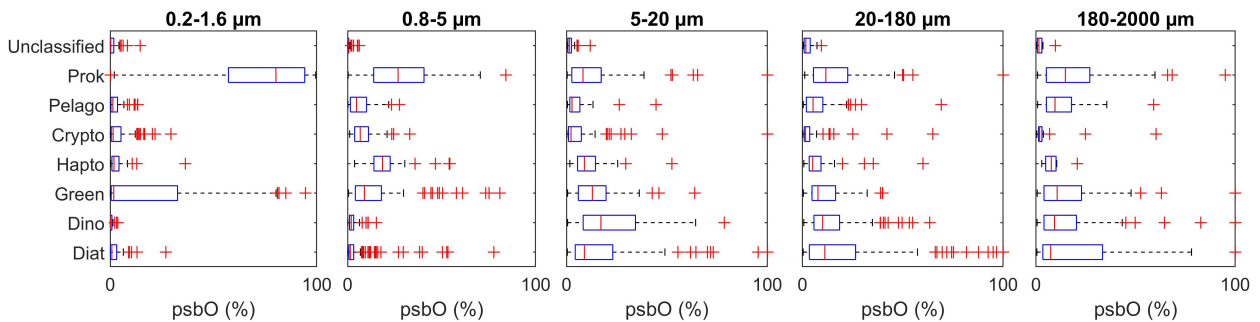 0.2-1.6 µm 0.8-5 µm 5-20 µm 20-180 µm 180-2000 µm
Unclassified
Prok
Pelago
Crypto
Hapto
Green
Dino
Diat
0 100 0 100 0 100 0 100 0 100
psbO (%) psbO (%) psbO (%) psbO (%) psbO (%)